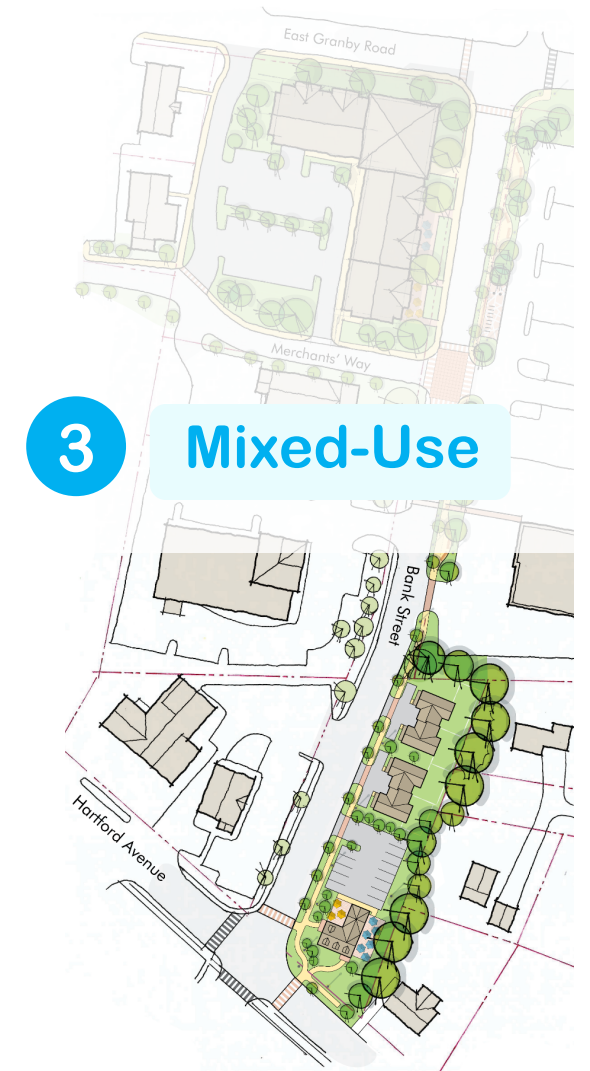 East Granby Road
Merchants' Way
3
Mixed-Use
Bank Street
Hartford Avenue